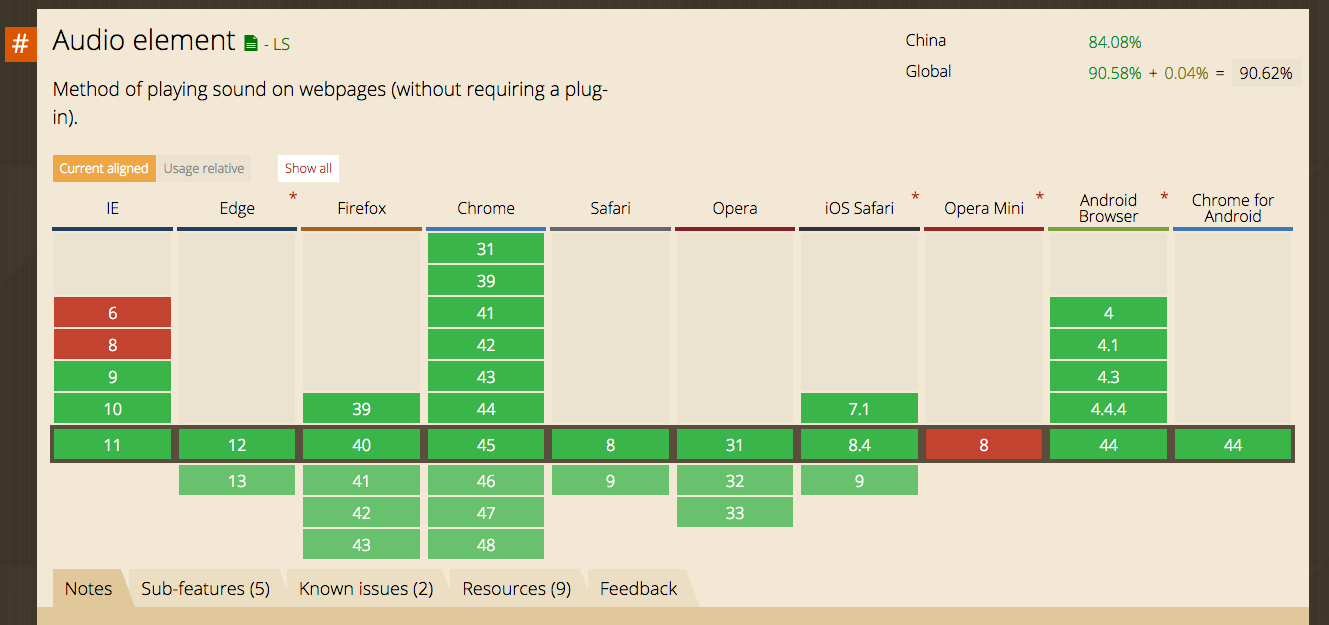 #
Audio element - LS
China 84.08%
Global 90.58% + 0.04% = 90.62%
Method of playing sound on webpages (without requiring a plug-
in).
Current aligned Usage relative Show all
IE Edge * Firefox Chrome Safari Opera iOS Safari * Opera Mini * Android Browser * Chrome for Android
31
39
6 41 4
8 42 4.1
9 43 4.3
10 39 44 7.1 4.4.4
11 12 40 45 8 31 8.4 8 44 44
13 41 46 9 32 9
42 47 33
43 48
Notes Sub-features (5) Known issues (2) Resources (9) Feedback